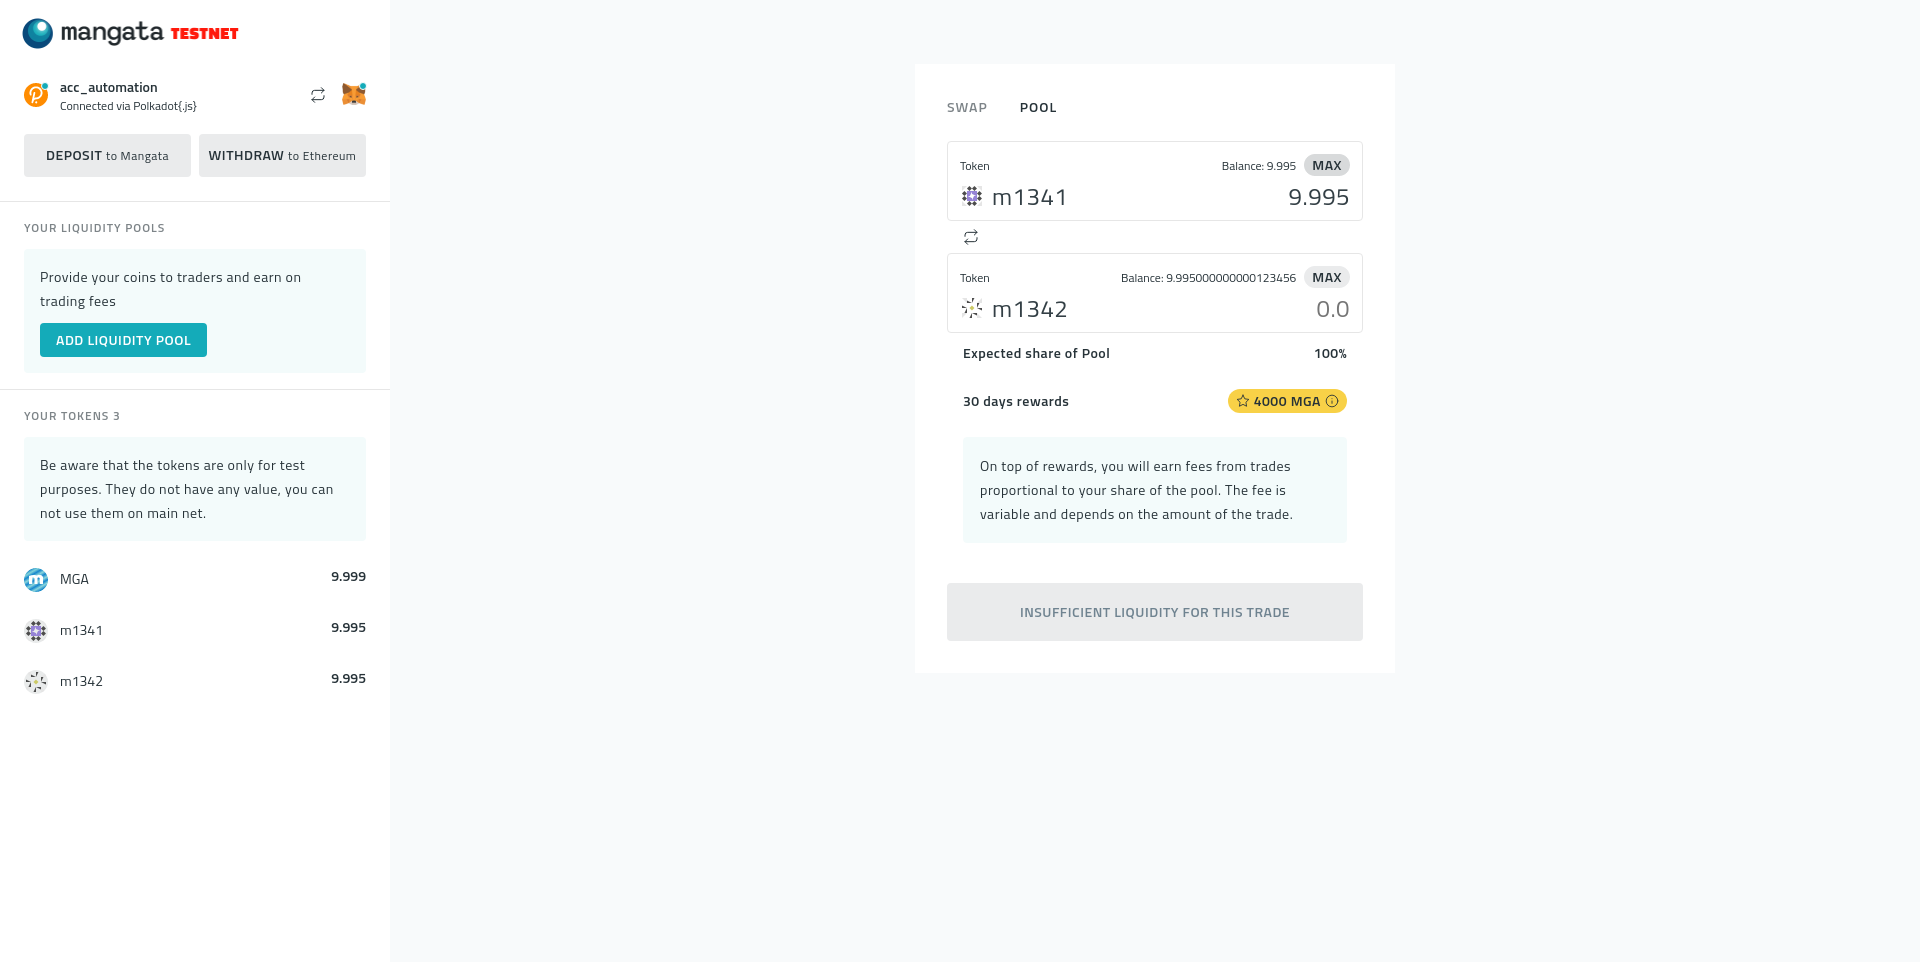 mangata TESTNET
acc_automation
Connected via Polkadot{.js}
DEPOSIT to Mangata
WITHDRAW to Ethereum
YOUR LIQUIDITY POOLS
Provide your coins to traders and earn on
trading fees
ADD LIQUIDITY POOL
YOUR TOKENS 3
Be aware that the tokens are only for test
purposes. They do not have any value, you can
not use them on main net.
MGA 9.999
m1341 9.995
m1342 9.995
SWAP POOL
Token Balance: 9.995 MAX
m1341 9.995
Token Balance: 9.995000000000123456 MAX
m1342 0.0
Expected share of Pool 100%
30 days rewards 4000 MGA
On top of rewards, you will earn fees from trades
proportional to your share of the pool. The fee is
variable and depends on the amount of the trade.
INSUFFICIENT LIQUIDITY FOR THIS TRADE